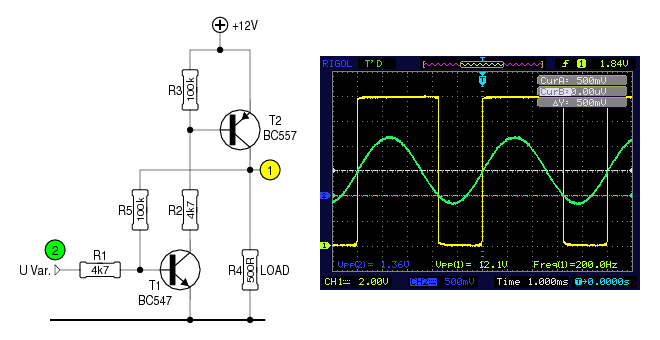 +12V
R3
100k
T2
BC557
1
R5
100k
R2
4k7
2
R1
U Var.
4k7
T1
BC547
R4
500R
LOAD
RIGOL T'D T f 1 1.84V
T
CurA: 500mV
CurB: 0.00uV
ΔY: 500mV
2
1
Vpp(2)= 1.36V Vpp(1)= 12.1V Freq(1)=200.0Hz
CH1 2.00V CH2 500mV Time 1.000ms T→0.0000s